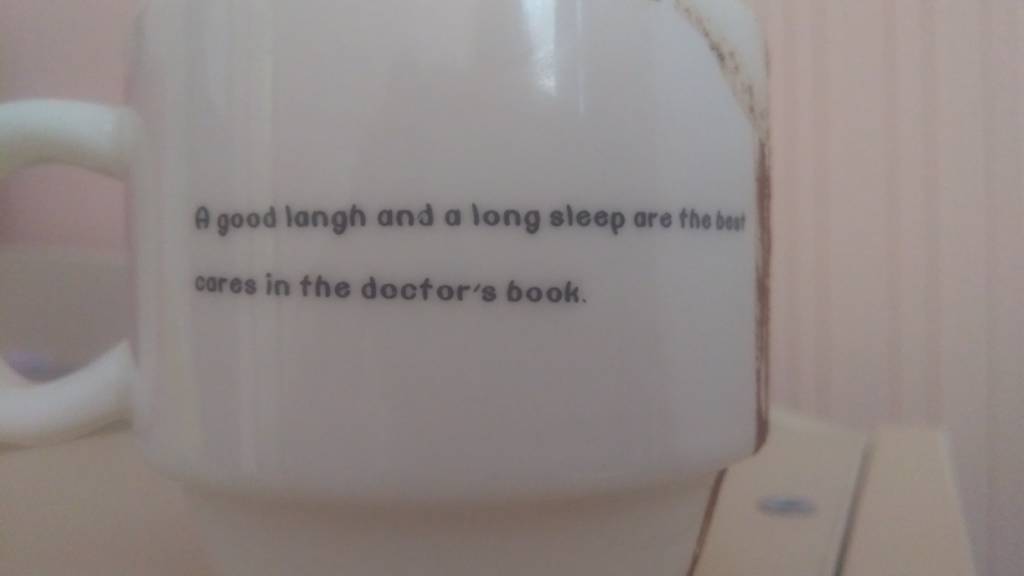 A good langh and a long sleep are the best
cares in the doctor's book.